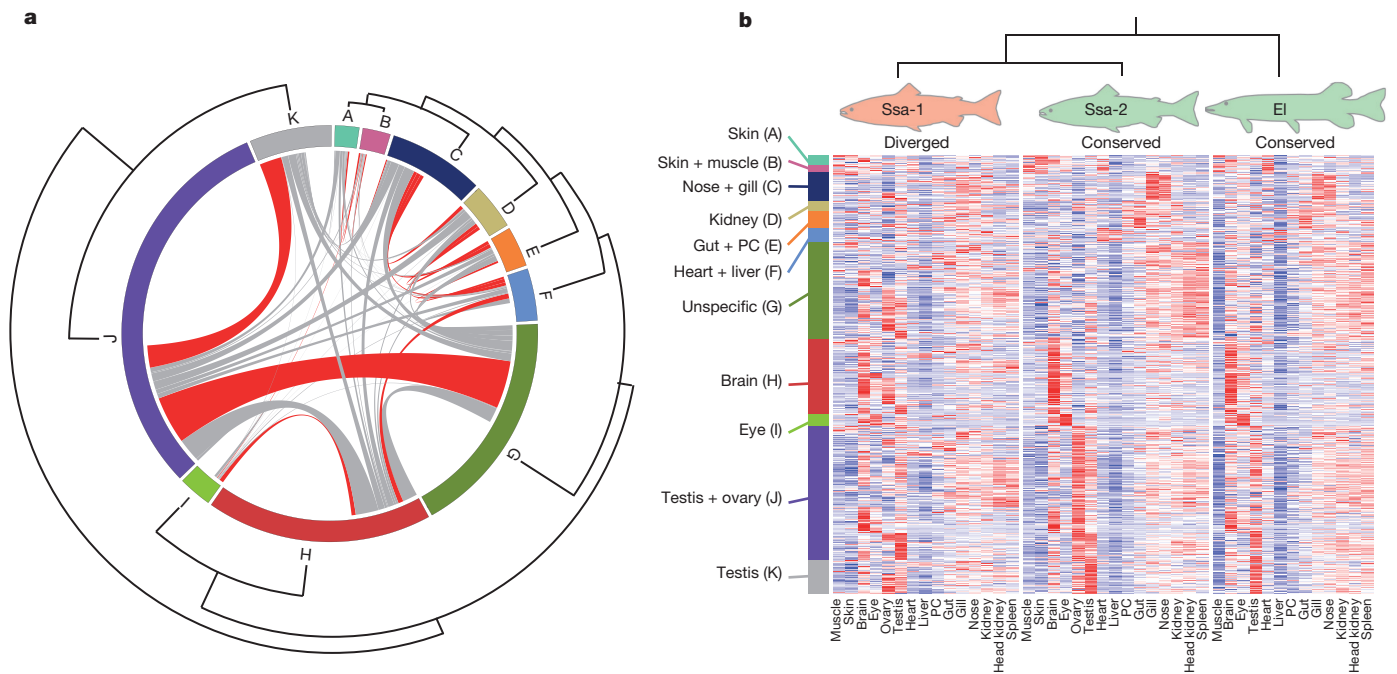 a
K
A
B
C
D
E
F
J
G
I
H
b
Ssa-1
Ssa-2
El
Diverged
Conserved
Conserved
Skin (A)
Skin + muscle (B)
Nose + gill (C)
Kidney (D)
Gut + PC (E)
Heart + liver (F)
Unspecific (G)
Brain (H)
Eye (I)
Testis + ovary (J)
Testis (K)
Muscle
Skin
Brain
Eye
Ovary
Testis
Heart
Liver
PC
Gut
Gill
Nose
Kidney
Head kidney
Spleen
Muscle
Skin
Brain
Eye
Ovary
Testis
Heart
Liver
PC
Gut
Gill
Nose
Kidney
Head kidney
Spleen
Muscle
Brain
Eye
Testis
Heart
Liver
PC
Gut
Gill
Nose
Kidney
Head kidney
Spleen